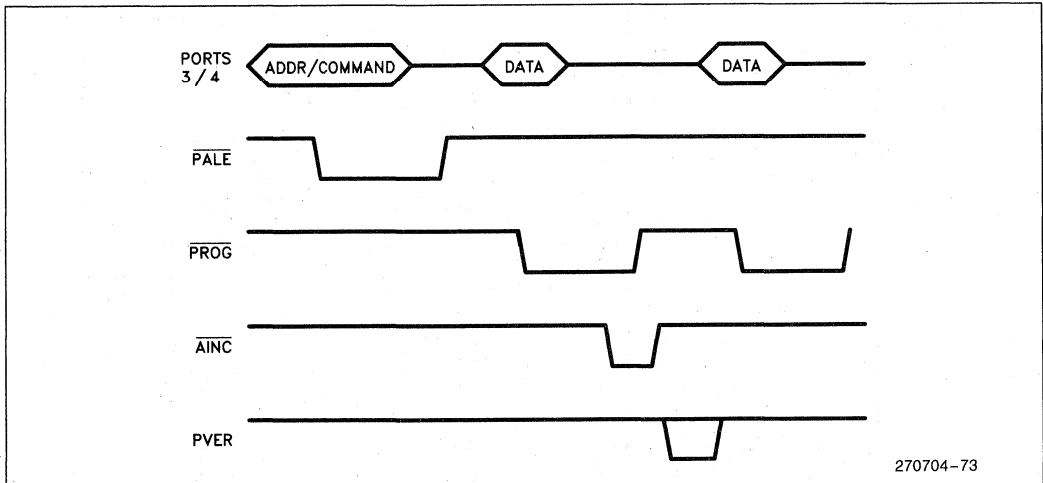 PORTS
3/4
ADDR/COMMAND
DATA
DATA
PALE
PROG
AINC
PVER
270704-73